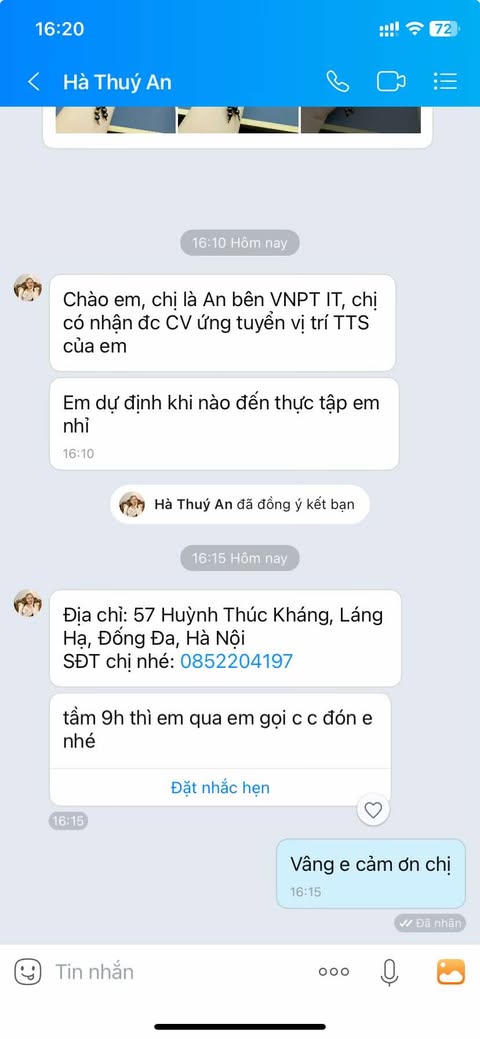 16:20
72
Hà Thuý An
16:10 Hôm nay
Chào em, chị là An bên VNPT IT, chị
có nhận đc CV ứng tuyển vị trí TTS
của em
Em dự định khi nào đến thực tập em
nhỉ
16:10
Hà Thuý An đã đồng ý kết bạn
16:15 Hôm nay
Địa chỉ: 57 Huỳnh Thúc Kháng, Láng
Hạ, Đống Đa, Hà Nội
SĐT chị nhé: 0852204197
tầm 9h thì em qua em gọi c c đón e
nhé
Đặt nhắc hẹn
16:15
Vâng e cảm ơn chị
16:15
Đã nhận
Tin nhắn